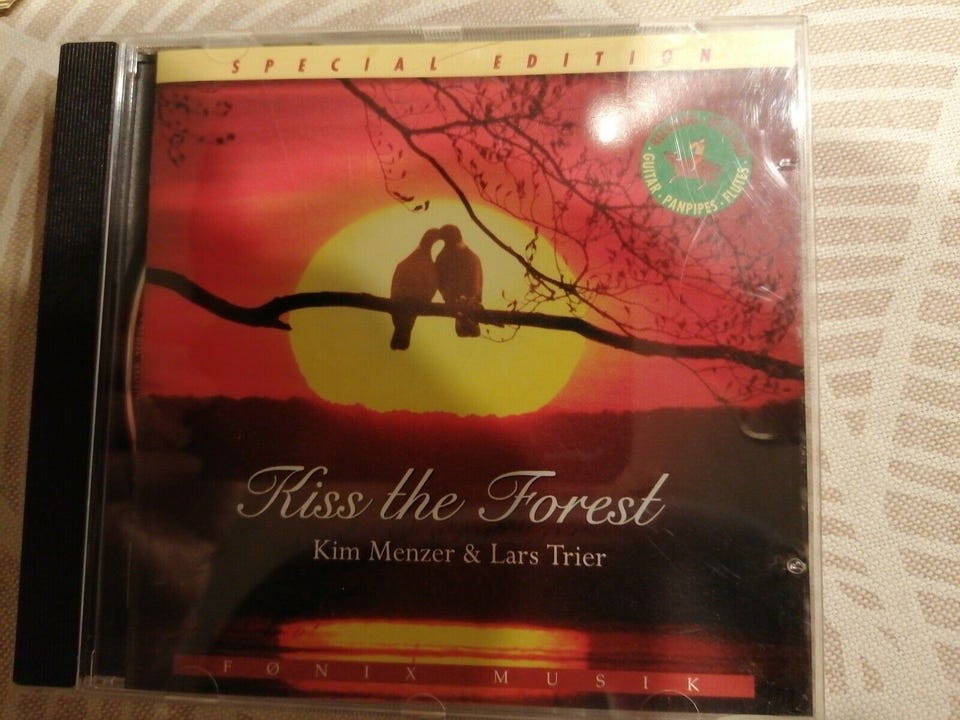 SPECIAL EDITION
GUITAR · PANPIPES · FLUTES ·
Kiss the Forest
Kim Menzer & Lars Trier
FØNIX MUSIK